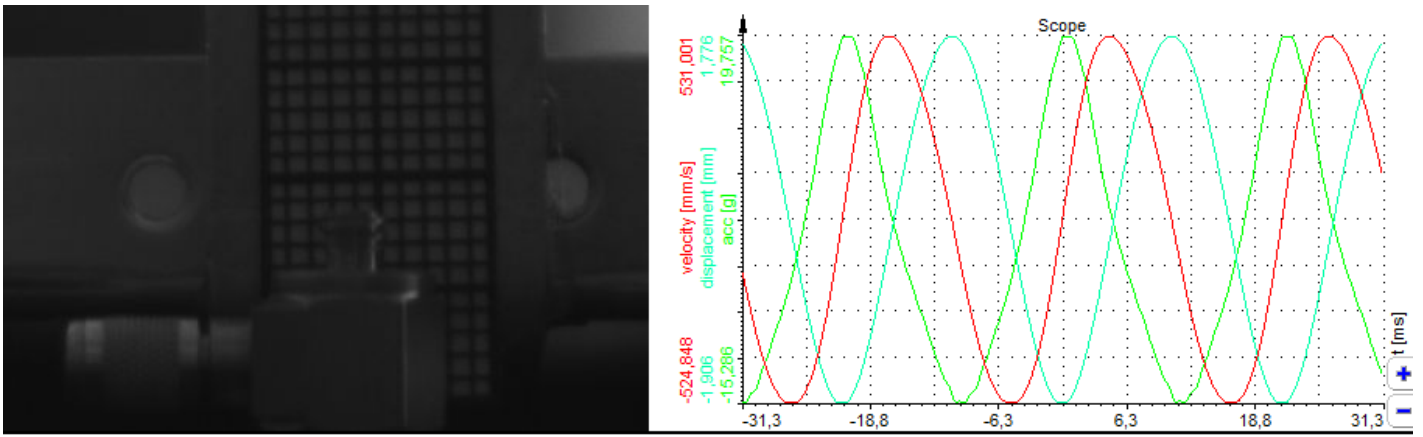 Scope
531,001
1,776
19,757
velocity [mm/s]
displacement [mm]
acc [g]
-524,848
-1,906
-15,286
-31,3
-18,8
-6,3
6,3
18,8
31,3
t [ms]
+
-